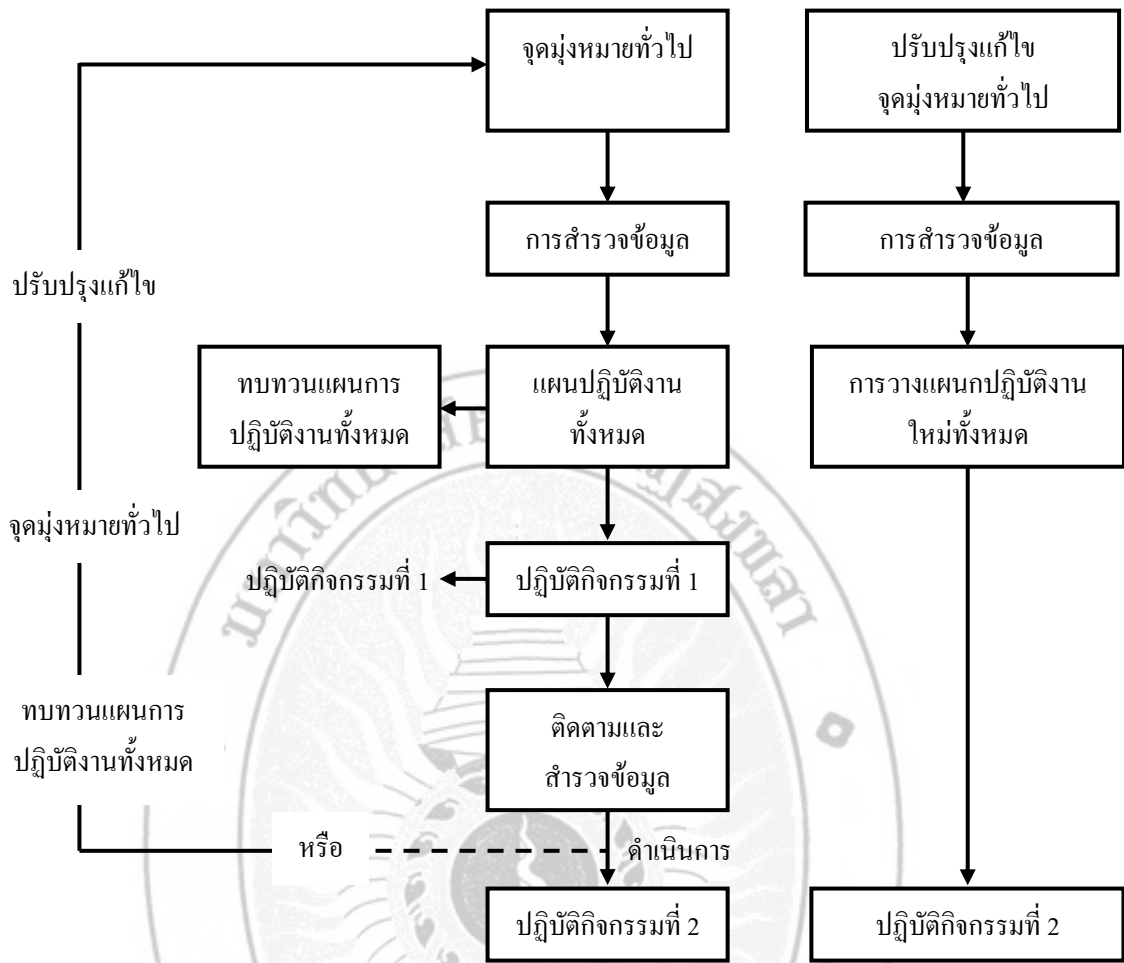 จุดมุ่งหมายทั่วไป
ปรับปรุงแก้ไข
จุดมุ่งหมายทั่วไป
การสำรวจข้อมูล
การสำรวจข้อมูล
ปรับปรุงแก้ไข
ทบทวนแผนการ
ปฏิบัติงานทั้งหมด
แผนปฏิบัติงาน
ทั้งหมด
การวางแผนกปฏิบัติงาน
ใหม่ทั้งหมด
จุดมุ่งหมายทั่วไป
ปฏิบัติกิจกรรมที่ 1
ปฏิบัติกิจกรรมที่ 1
ทบทวนแผนการ
ปฏิบัติงานทั้งหมด
ติดตามและ
สำรวจข้อมูล
หรือ
ดำเนินการ
ปฏิบัติกิจกรรมที่ 2
ปฏิบัติกิจกรรมที่ 2